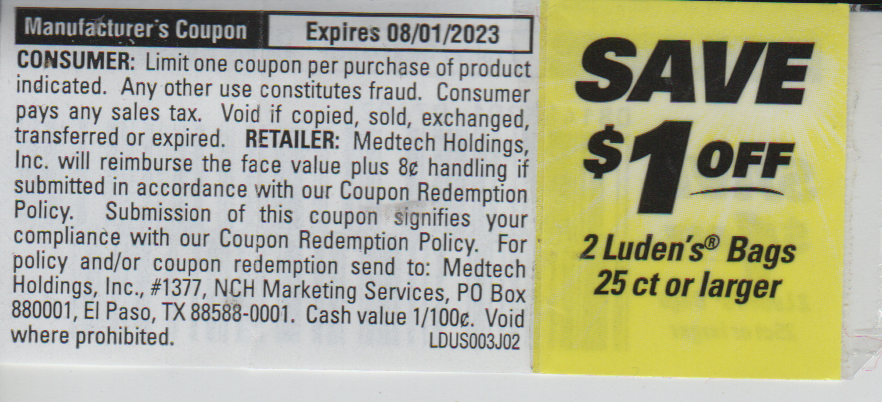 Manufacturer's Coupon
Expires 08/01/2023
CONSUMER: Limit one coupon per purchase of product
indicated. Any other use constitutes fraud. Consumer
pays any sales tax. Void if copied, sold, exchanged,
transferred or expired. RETAILER: Medtech Holdings,
Inc. will reimburse the face value plus 8¢ handling if
submitted in accordance with our Coupon Redemption
Policy. Submission of this coupon signifies your
compliance with our Coupon Redemption Policy. For
policy and/or coupon redemption send to: Medtech
Holdings, Inc., #1377, NCH Marketing Services, PO Box
880001, El Paso, TX 88588-0001. Cash value 1/100¢. Void
where prohibited.
LDUS003J02
SAVE
$1 OFF
2 Luden's® Bags
25 ct or larger